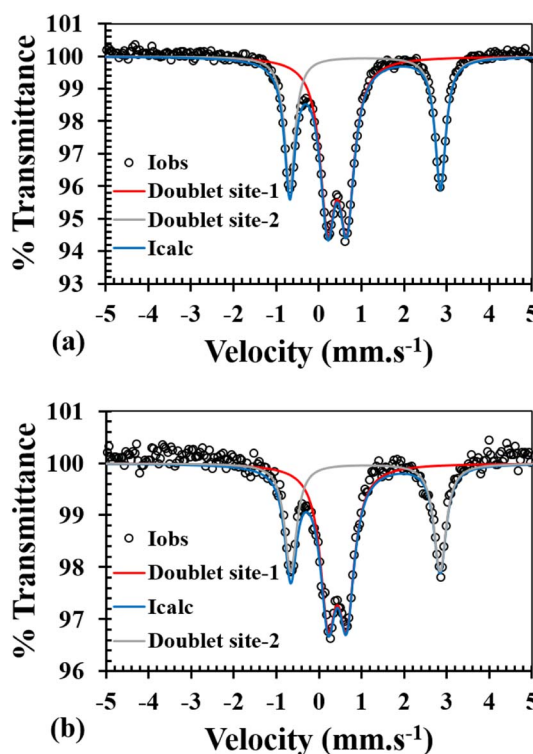 101
100
99
98
97
96
95
94
93
% Transmittance
Iobs
Doublet site-1
Doublet site-2
Icalc
-5 -4 -3 -2 -1 0 1 2 3 4 5
(a)
Velocity (mm.s-1)
101
100
99
98
97
96
% Transmittance
Iobs
Doublet site-1
Icalc
Doublet site-2
-5 -4 -3 -2 -1 0 1 2 3 4 5
(b)
Velocity (mm.s-1)